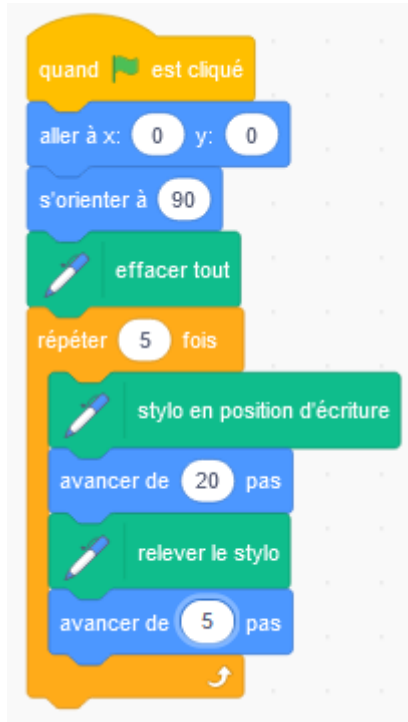 quand est cliqué
aller à x: 0 y: 0
s'orienter à 90
effacer tout
répéter 5 fois
stylo en position d'écriture
avancer de 20 pas
relever le stylo
avancer de 5 pas